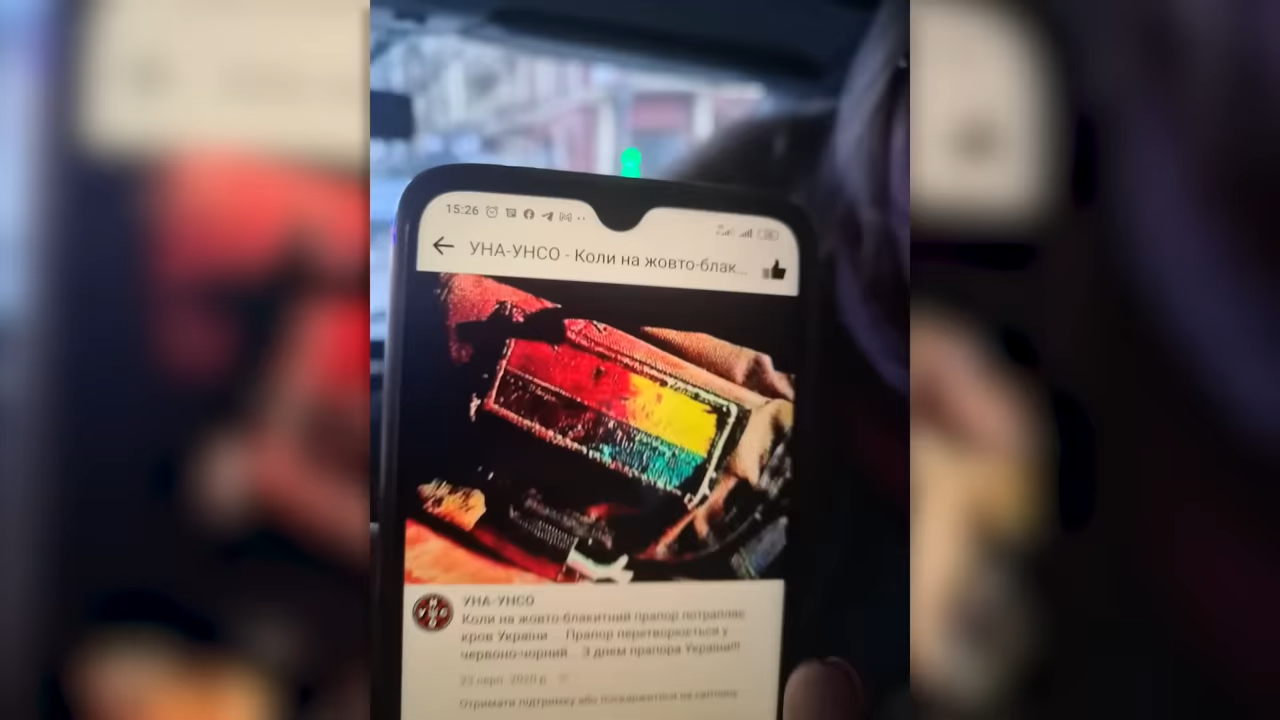 15:26
УНА-УНСО - Коли на жовто-блак...
УНА-УНСО
Коли на жовто-блакитний прапор потрапляє
кров України ... Прапор перетворюється у
червоно-чорний... З днем прапора України!!!
23 серп. 2020 р.
Отримати підтримку або поскаржитися на світлину